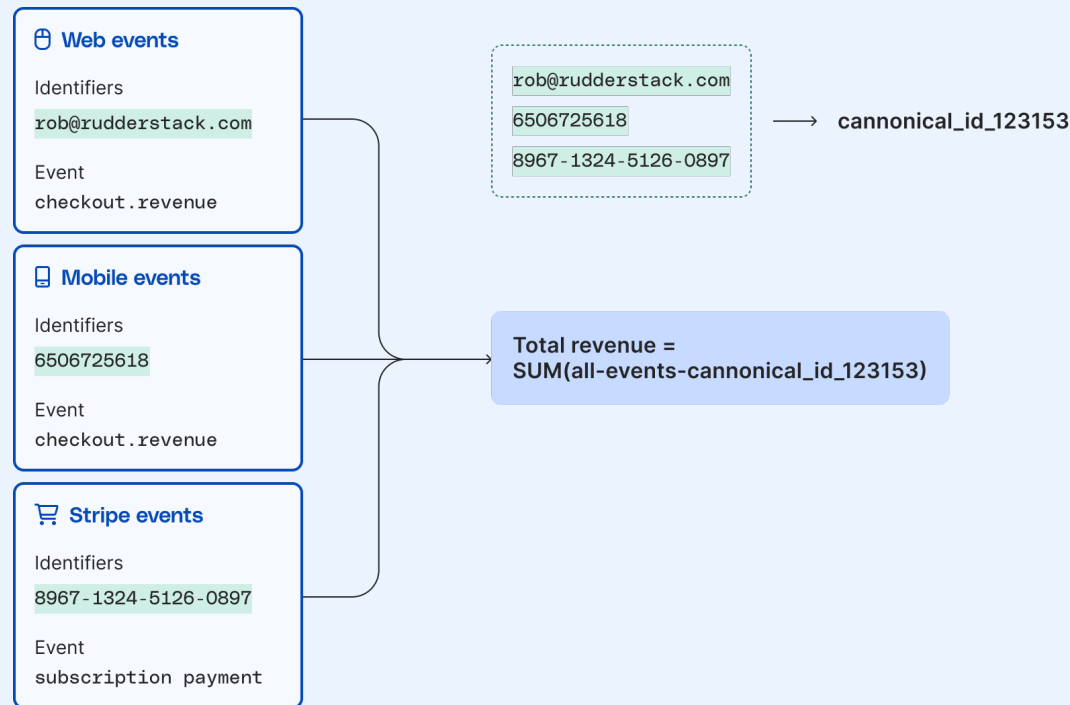 Web events
Identifiers
rob@rudderstack.com
Event
checkout.revenue
Mobile events
Identifiers
6506725618
Event
checkout.revenue
Stripe events
Identifiers
8967-1324-5126-0897
Event
subscription payment
rob@rudderstack.com
6506725618
8967-1324-5126-0897
cannonical_id_123153
Total revenue =
SUM(all-events-cannonical_id_123153)